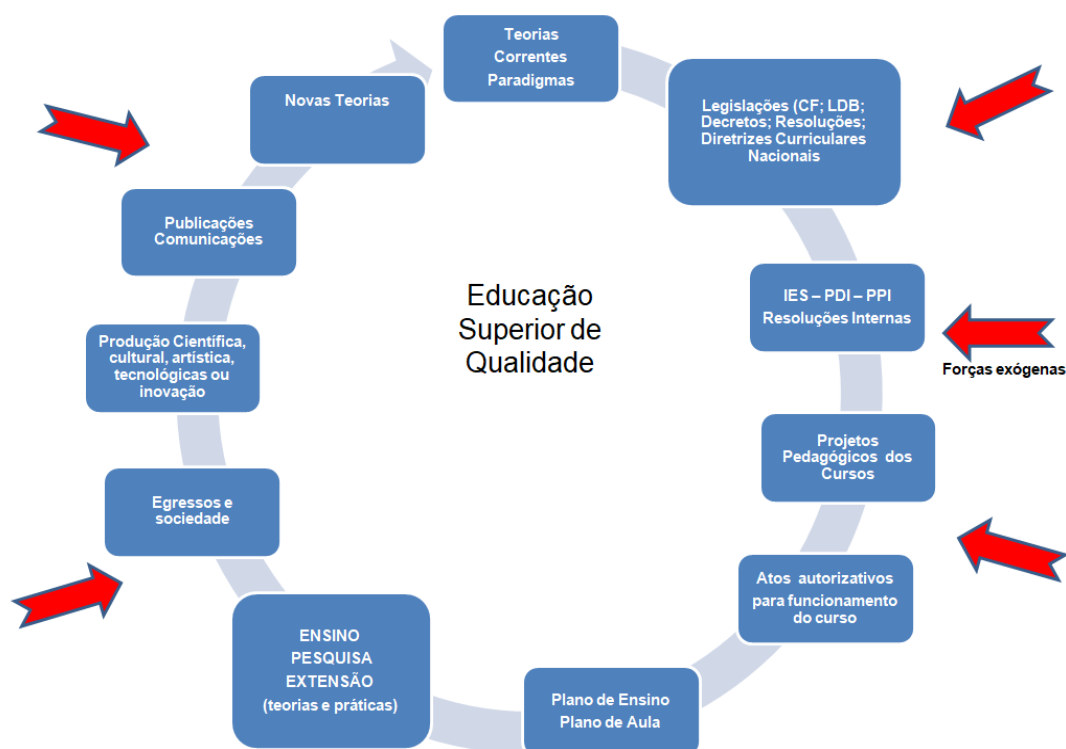 Teorias
Correntes
Paradigmas
Legislações (CF; LDB;
Decretos; Resoluções;
Diretrizes Curriculares
Nacionais
IES – PDI – PPI
Resoluções Internas
Forças exógenas
Projetos
Pedagógicos dos
Cursos
Atos autorizativos
para funcionamento
do curso
Plano de Ensino
Plano de Aula
ENSINO
PESQUISA
EXTENSÃO
(teorias e práticas)
Egressos e
sociedade
Produção Científica,
cultural, artística,
tecnológicas ou
inovação
Publicações
Comunicações
Novas Teorias
Educação
Superior de
Qualidade